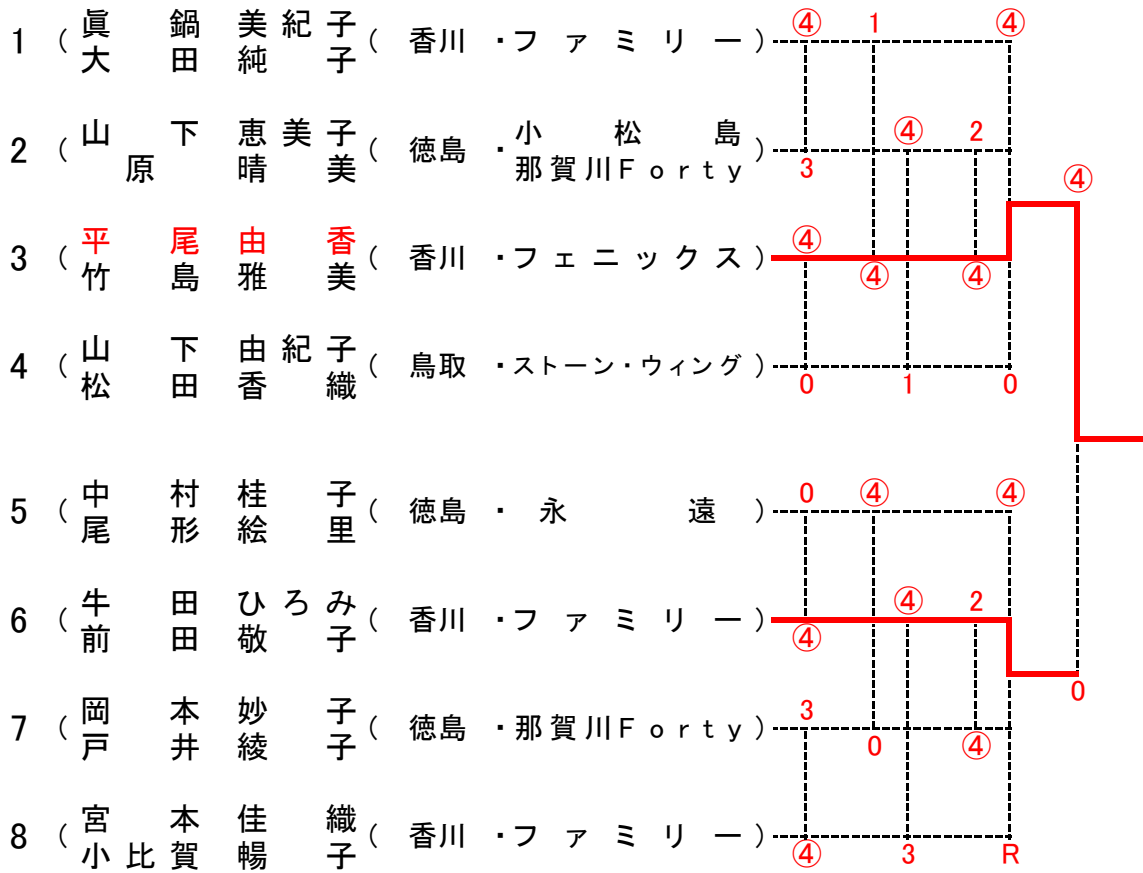 ④ 1 ④
1 ( 眞鍋美紀子 ( 香川 ・ファミリー )
大田純子
2 ( 山下恵美子 ( 徳島 ・ 小松島 ) ④ 2
原晴美 那賀川Forty 3
④
3 ( 平尾由香 ( 香川 ・フェニックス ) ④
竹島雅美 ④ ④
4 ( 山下由紀子 ( 鳥取 ・ストーン・ウィング )
松田香織 0 1 0
5 ( 中村桂子 ( 徳島 ・ 永遠 ) 0 ④ ④
尾形絵里
6 ( 牛田ひろみ ( 香川 ・ファミリー ) ④ 2
前田敬子 ④
0
7 ( 岡本妙子 ( 徳島 ・那賀川Forty ) 3
戸井綾子 0 ④
8 ( 宮本佳織 ( 香川 ・ファミリー )
小比賀暢子 ④ 3 R